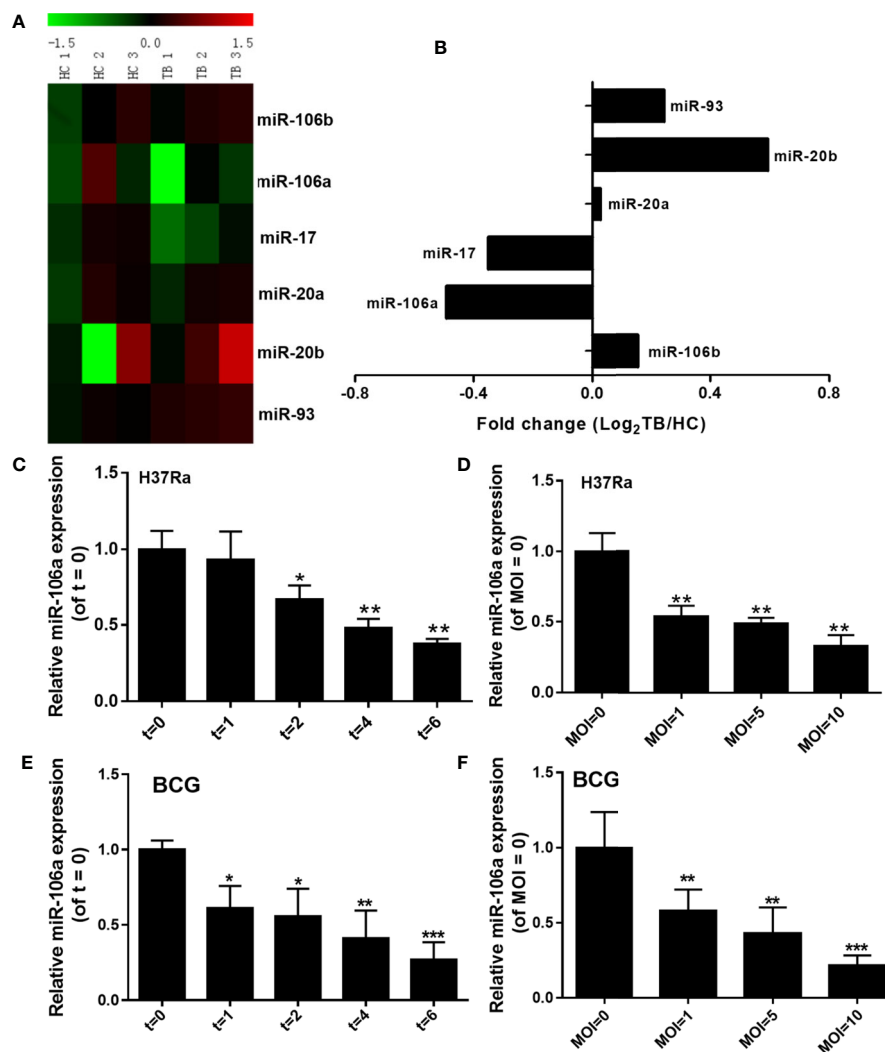 A
-1.5 0.0 1.5
HC 1 HC 2 HC 3 TB 1 TB 2 TB 3
miR-106b
miR-106a
miR-17
miR-20a
miR-20b
miR-93
B
miR-93
miR-20b
miR-20a
miR-17
miR-106a
miR-106b
-0.8 -0.4 0.0 0.4 0.8
Fold change (Log₂TB/HC)
C
H37Ra
Relative miR-106a expression
(of t = 0)
1.5
1.0
0.5
0.0
*
**
**
t=0 t=1 t=2 t=4 t=6
D
H37Ra
Relative miR-106a expression
(of MOI = 0)
1.5
1.0
0.5
0.0
**
**
**
MOI=0 MOI=1 MOI=5 MOI=10
E
BCG
Relative miR-106a expression
(of t = 0)
1.5
1.0
0.5
0.0
*
*
**
***
t=0 t=1 t=2 t=4 t=6
F
BCG
Relative miR-106a expression
(of MOI = 0)
1.5
1.0
0.5
0.0
**
**
***
MOI=0 MOI=1 MOI=5 MOI=10